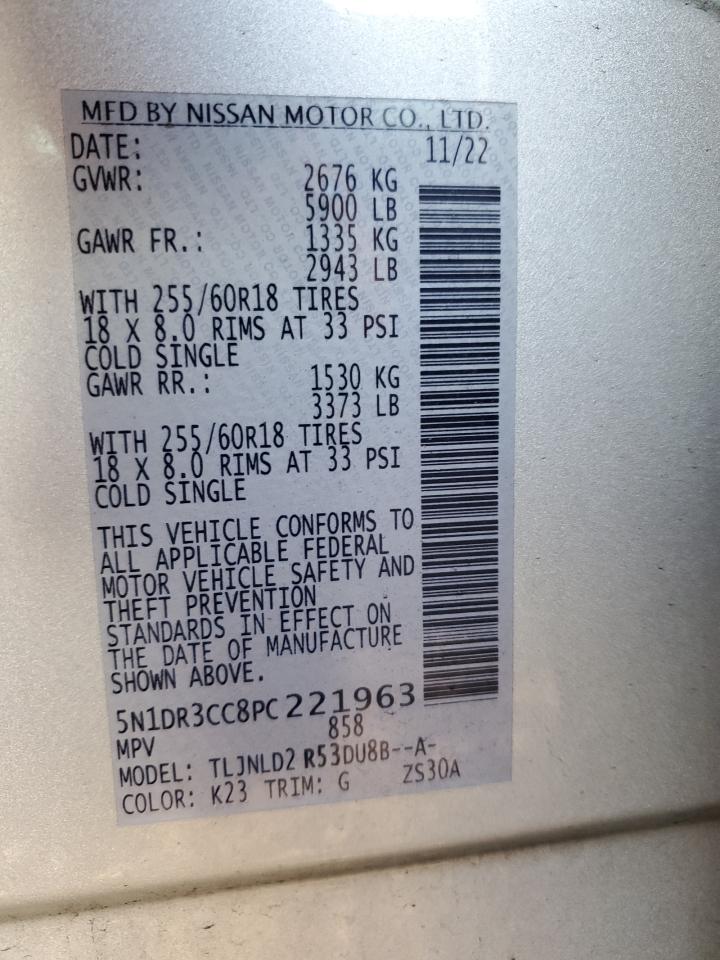 MFD BY NISSAN MOTOR CO., LTD.
DATE: 11/22
GVWR: 2676 KG
5900 LB
GAWR FR.: 1335 KG
2943 LB
WITH 255/60R18 TIRES
18 X 8.0 RIMS AT 33 PSI
COLD SINGLE
GAWR RR.: 1530 KG
3373 LB
WITH 255/60R18 TIRES
18 X 8.0 RIMS AT 33 PSI
COLD SINGLE
THIS VEHICLE CONFORMS TO
ALL APPLICABLE FEDERAL
MOTOR VEHICLE SAFETY AND
THEFT PREVENTION
STANDARDS IN EFFECT ON
THE DATE OF MANUFACTURE
SHOWN ABOVE.
5N1DR3CC8PC221963
MPV 858
MODEL: TLJNLD2 R53DU8B--A-
COLOR: K23 TRIM: G ZS30A